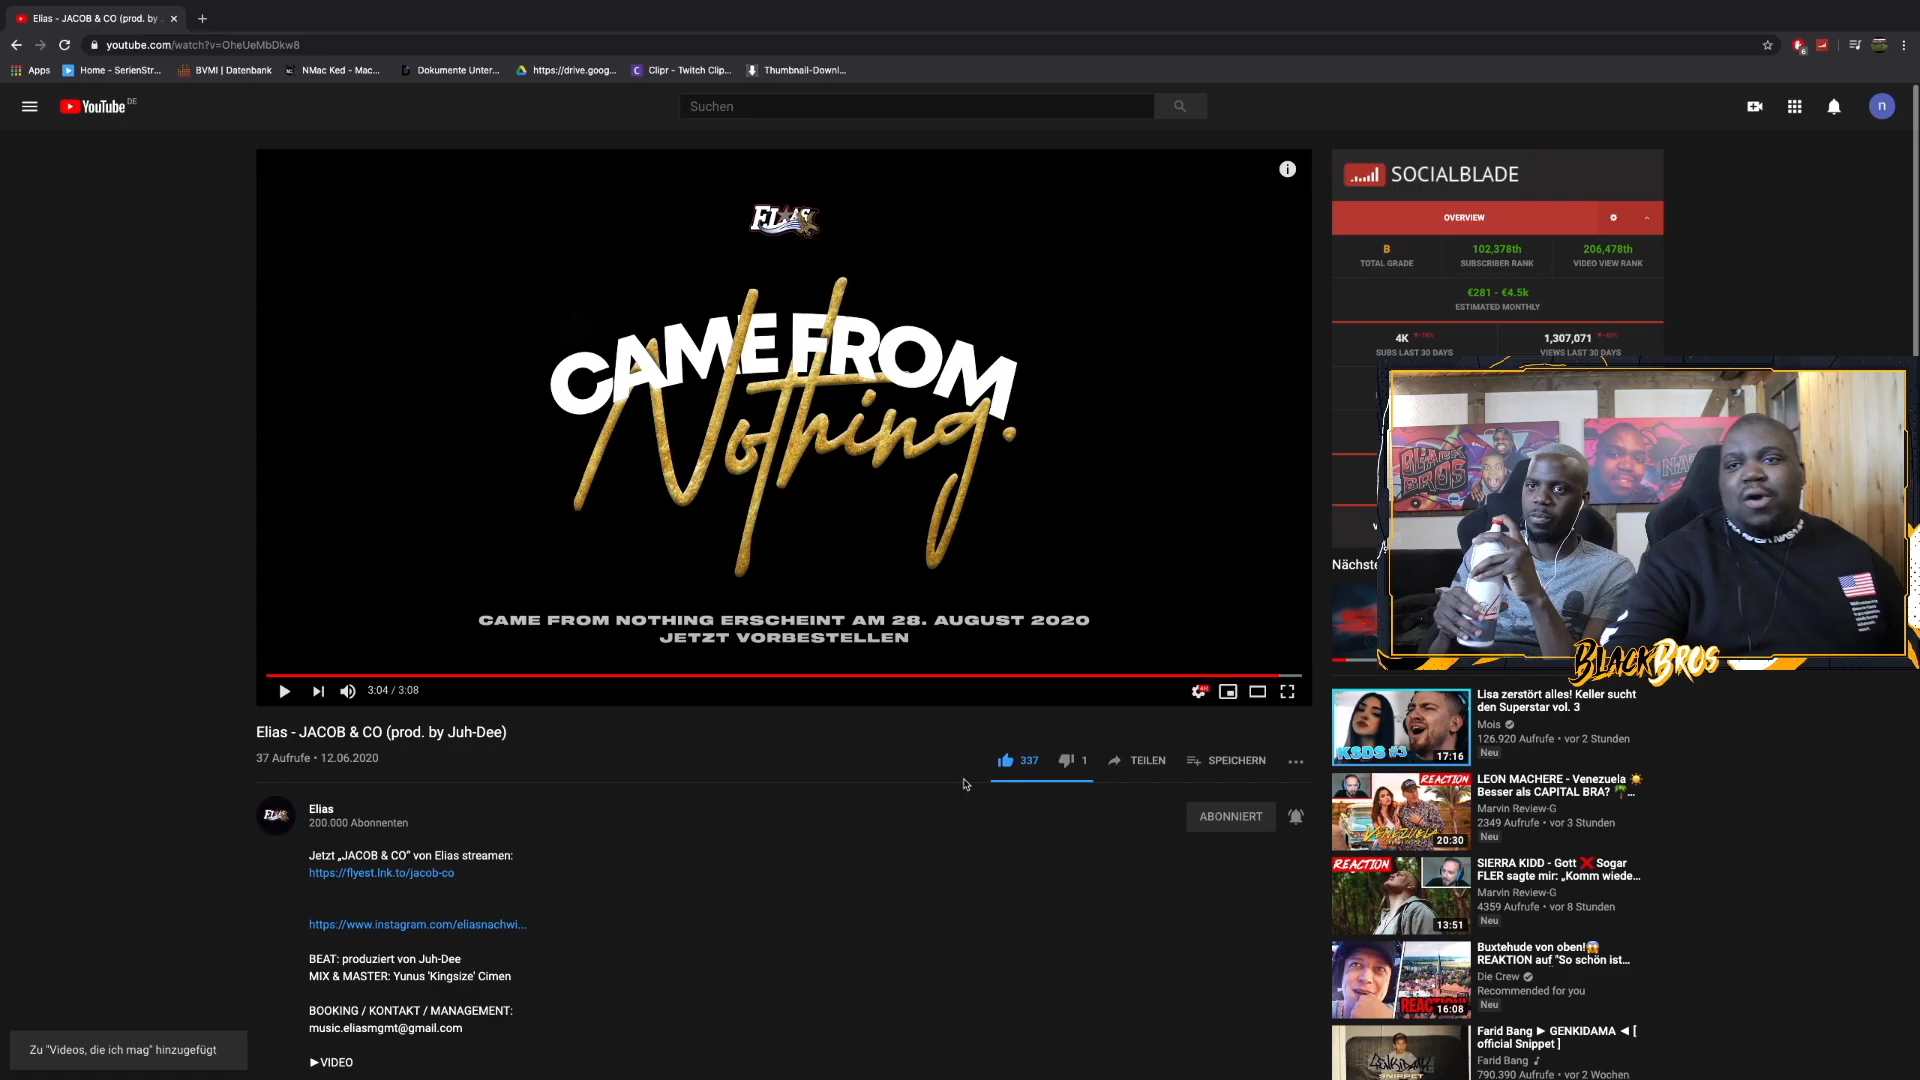 Elias - JACOB & CO (prod. by
youtube.com/watch?v=OheUeMbDkw8
Apps
Home - SerienStr...
BVMI | Datenbank
NMac Ked - Mac...
Dokumente Unter...
https://drive.goog...
Clipr - Twitch Clip...
Thumbnail-Downl...
YouTube DE
Suchen
n
ELIAS
CAME FROM
Nothing.
CAME FROM NOTHING ERSCHEINT AM 28. AUGUST 2020
JETZT VORBESTELLEN
3:04 / 3:08
Elias - JACOB & CO (prod. by Juh-Dee)
37 Aufrufe • 12.06.2020
337
1
TEILEN
SPEICHERN
Elias
200.000 Abonnenten
ABONNIERT
Jetzt „JACOB & CO" von Elias streamen:
https://flyest.lnk.to/jacob-co
https://www.instagram.com/eliasnachwi...
BEAT: produziert von Juh-Dee
MIX & MASTER: Yunus 'Kingsize' Cimen
BOOKING / KONTAKT / MANAGEMENT:
music.eliasmgmt@gmail.com
►VIDEO
Zu "Videos, die ich mag" hinzugefügt
SOCIALBLADE
OVERVIEW
B
TOTAL GRADE
102,378th
SUBSCRIBER RANK
206,478th
VIDEO VIEW RANK
€281 - €4.5k
ESTIMATED MONTHLY
4K
SUBS LAST 30 DAYS
1,307,071
VIEWS LAST 30 DAYS
BLACK
BROS
Nächste
BLACKBROS
Lisa zerstört alles! Keller sucht
den Superstar vol. 3
Mois
126.920 Aufrufe • vor 2 Stunden
Neu
KSDS #3
17:16
LEON MACHERE - Venezuela
Besser als CAPITAL BRA? ...
Marvin Review-G
2349 Aufrufe • vor 3 Stunden
Neu
REACTION
VENEZUELA
20:30
SIERRA KIDD - Gott ❌ Sogar
FLER sagte mir: „Komm wiede...
Marvin Review-G
4359 Aufrufe • vor 8 Stunden
Neu
REACTION
13:51
Buxtehude von oben!
REAKTION auf "So schön ist...
Die Crew
Recommended for you
Neu
16:08
Farid Bang ► GENKIDAMA ◄ [
official Snippet ]
Farid Bang
790.390 Aufrufe • vor 2 Wochen
GENKIDAMA
SNIPPET